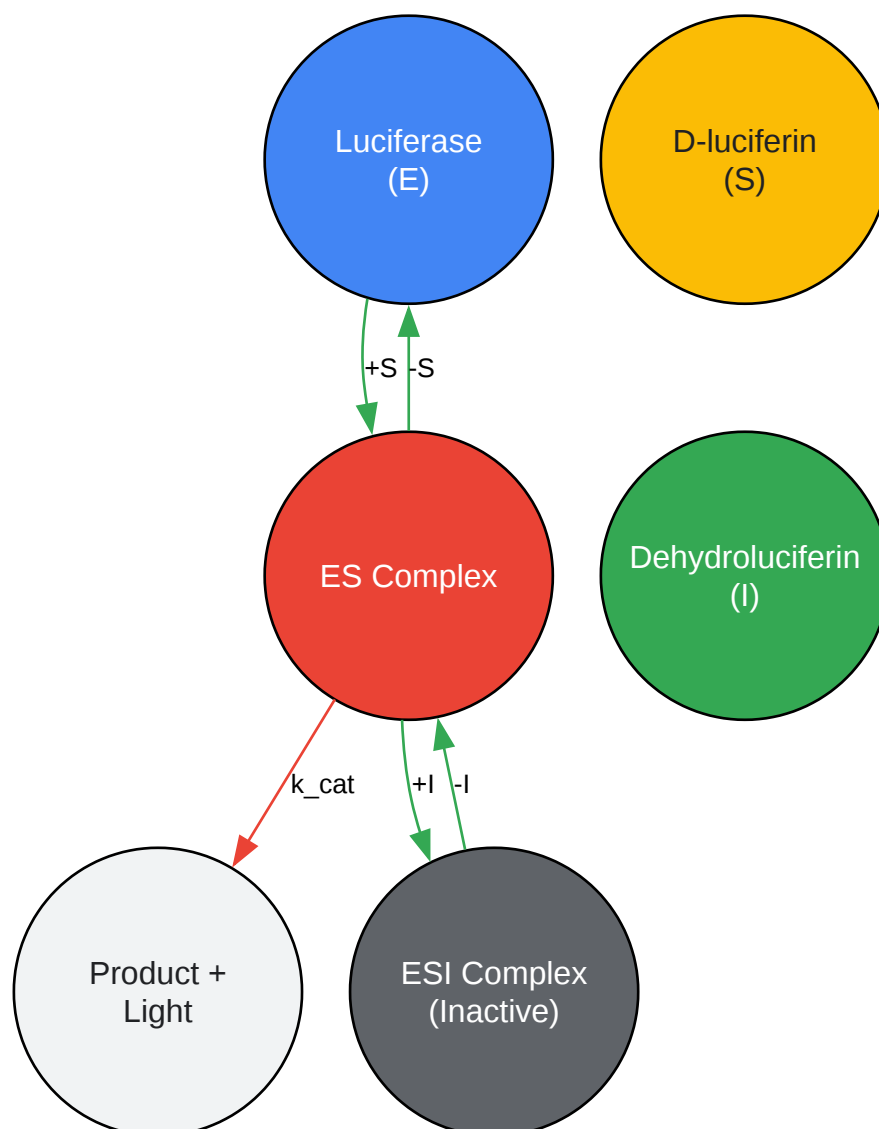 Luciferase
(E)
D-luciferin
(S)
+S
-S
ES Complex
Dehydroluciferin
(I)
k_cat
+I
-I
Product +
Light
ESI Complex
(Inactive)